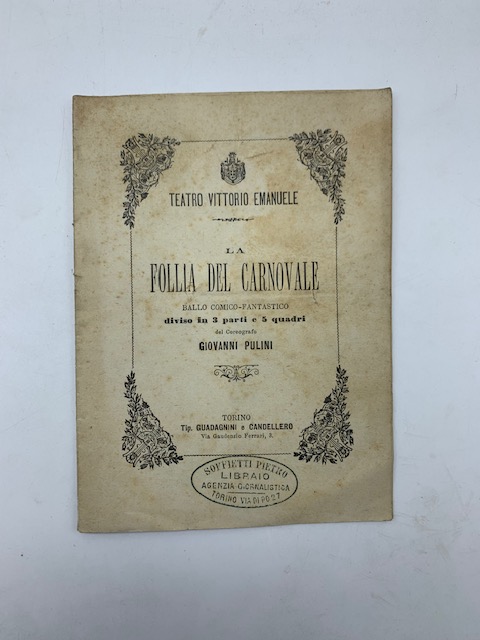 TEATRO VITTORIO EMANUELE
LA
FOLLIA DEL CARNOVALE
BALLO COMICO-FANTASTICO
diviso in 3 parti e 5 quadri
del Coreografo
GIOVANNI PULINI
TORINO
Tip. GUADAGNINI e CANDELLERO
Via Gaudenzio Ferrari, 3.
SOFFIETTI PIETRO
LIBRAIO
AGENZIA GIORNALISTICA
TORINO VIA DI PO 27